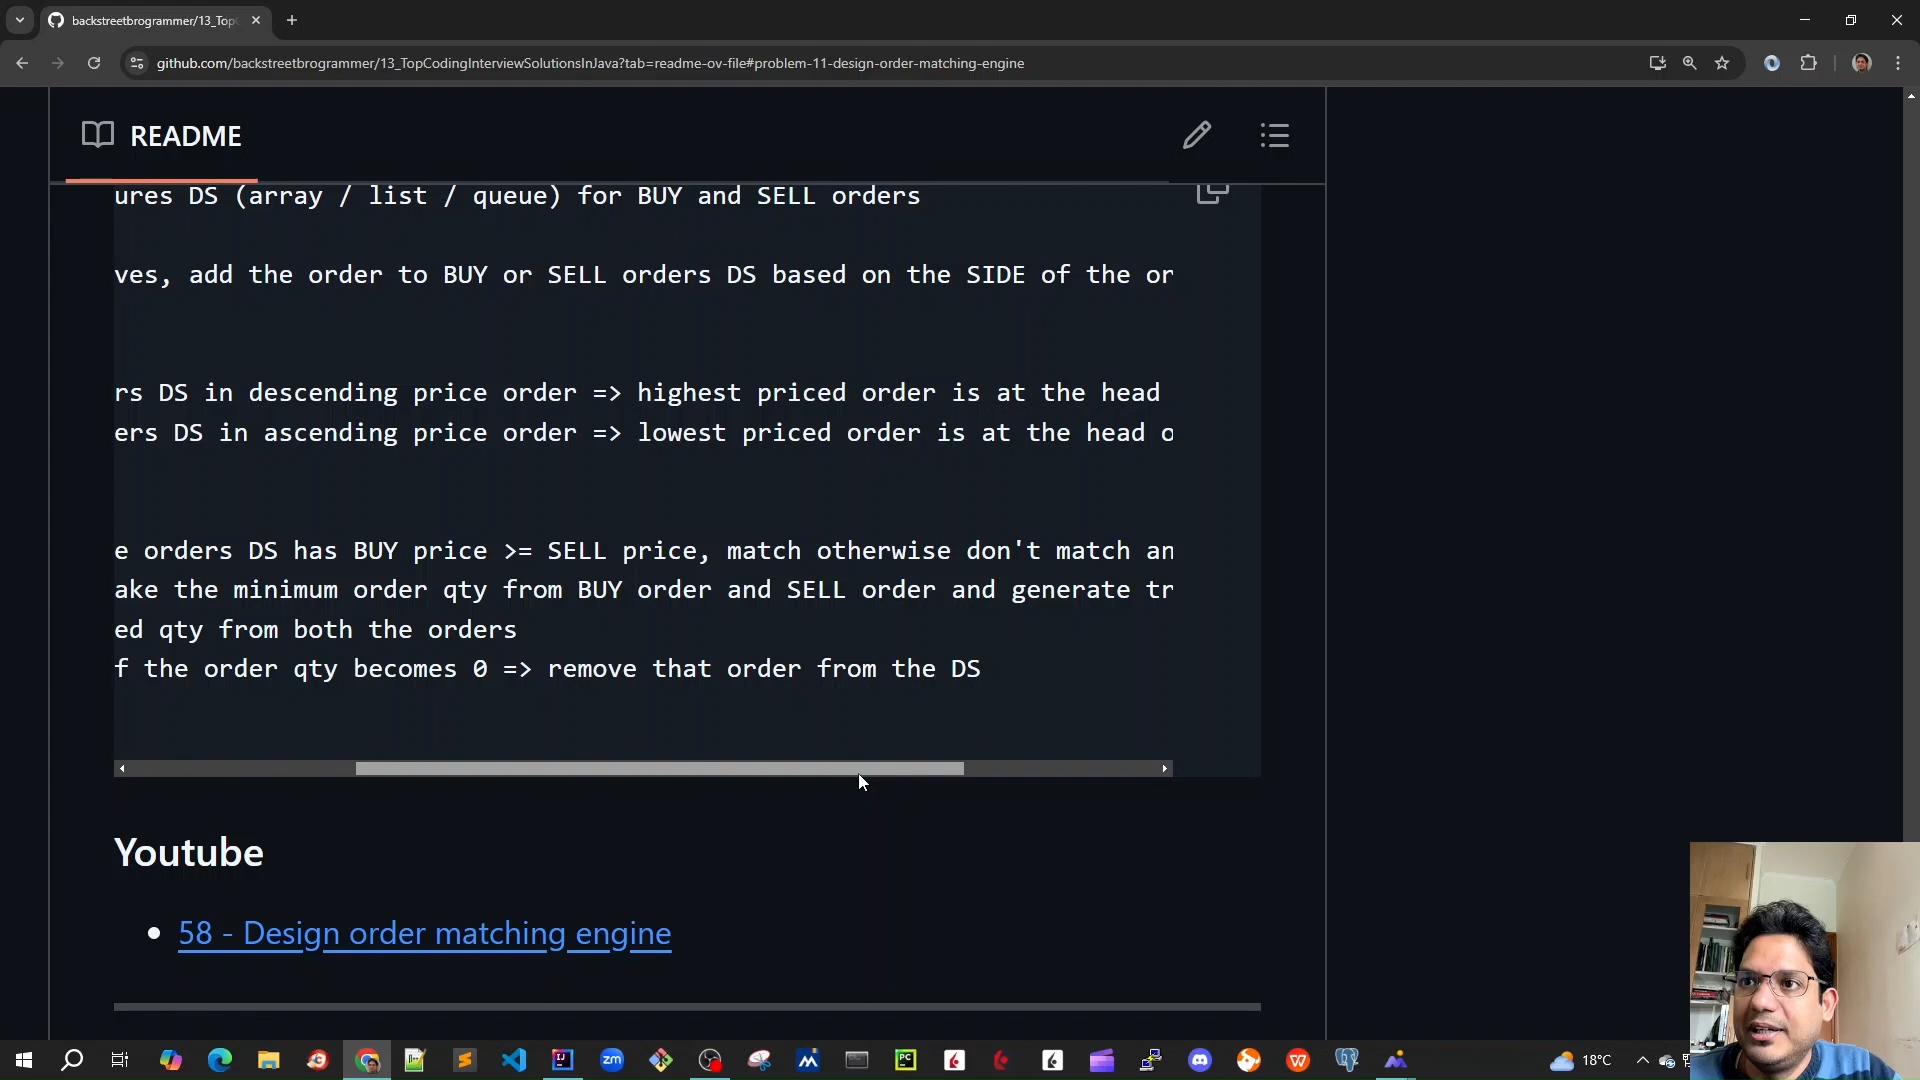 backstreetbrogrammer/13_Top
github.com/backstreetbrogrammer/13_TopCodingInterviewSolutionsInJava?tab=readme-ov-file#problem-11-design-order-matching-engine
README
ures DS (array / list / queue) for BUY and SELL orders
ves, add the order to BUY or SELL orders DS based on the SIDE of the or
rs DS in descending price order => highest priced order is at the head
ers DS in ascending price order => lowest priced order is at the head o
e orders DS has BUY price >= SELL price, match otherwise don't match an
ake the minimum order qty from BUY order and SELL order and generate tr
ed qty from both the orders
f the order qty becomes 0 => remove that order from the DS
Youtube
58 - Design order matching engine
18°C